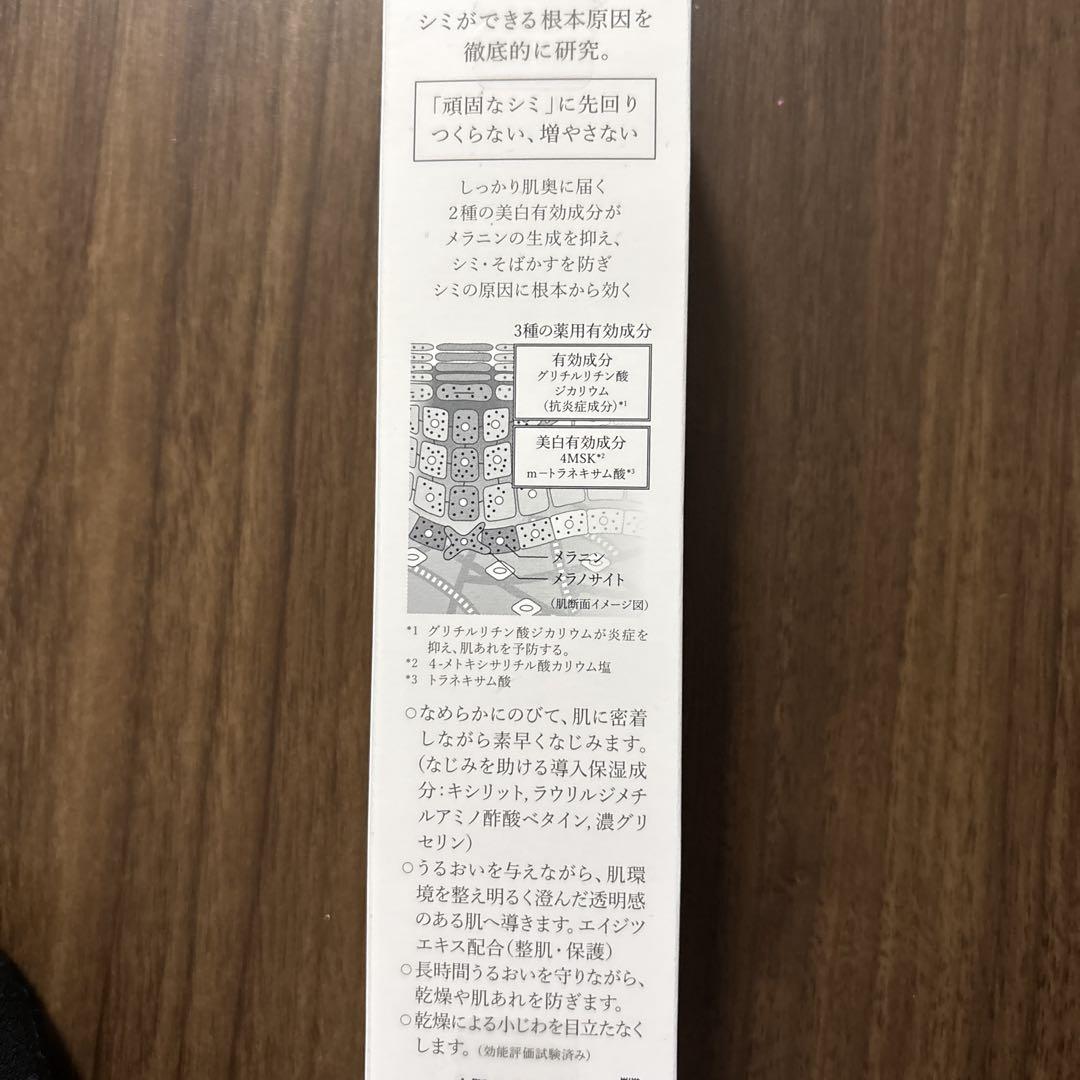 シミができる根本原因を
徹底的に研究。
「頑固なシミ」に先回り
つくらない、増やさない
しっかり肌奥に届く
2種の美白有効成分が
メラニンの生成を抑え、
シミ・そばかすを防ぎ
シミの原因に根本から効く
3種の薬用有効成分
有効成分
グリチルリチン酸
ジカリウム
(抗炎症成分)*1
美白有効成分
4MSK*2
m−トラネキサム酸*3
メラニン
メラノサイト
(肌断面イメージ図)
*1 グリチルリチン酸ジカリウムが炎症を
抑え、肌あれを予防する。
*2 4-メトキシサリチル酸カリウム塩
*3 トラネキサム酸
○なめらかにのびて、肌に密着
しながら素早くなじみます。
(なじみを助ける導入保湿成
分:キシリット,ラウリルジメチ
ルアミノ酢酸ベタイン,濃グリ
セリン)
○うるおいを与えながら、肌環
境を整え明るく澄んだ透明感
のある肌へ導きます。エイジツ
エキス配合(整肌・保護)
○長時間うるおいを守りながら、
乾燥や肌あれを防ぎます。
○乾燥による小じわを目立たなく
します。(効能評価試験済み)